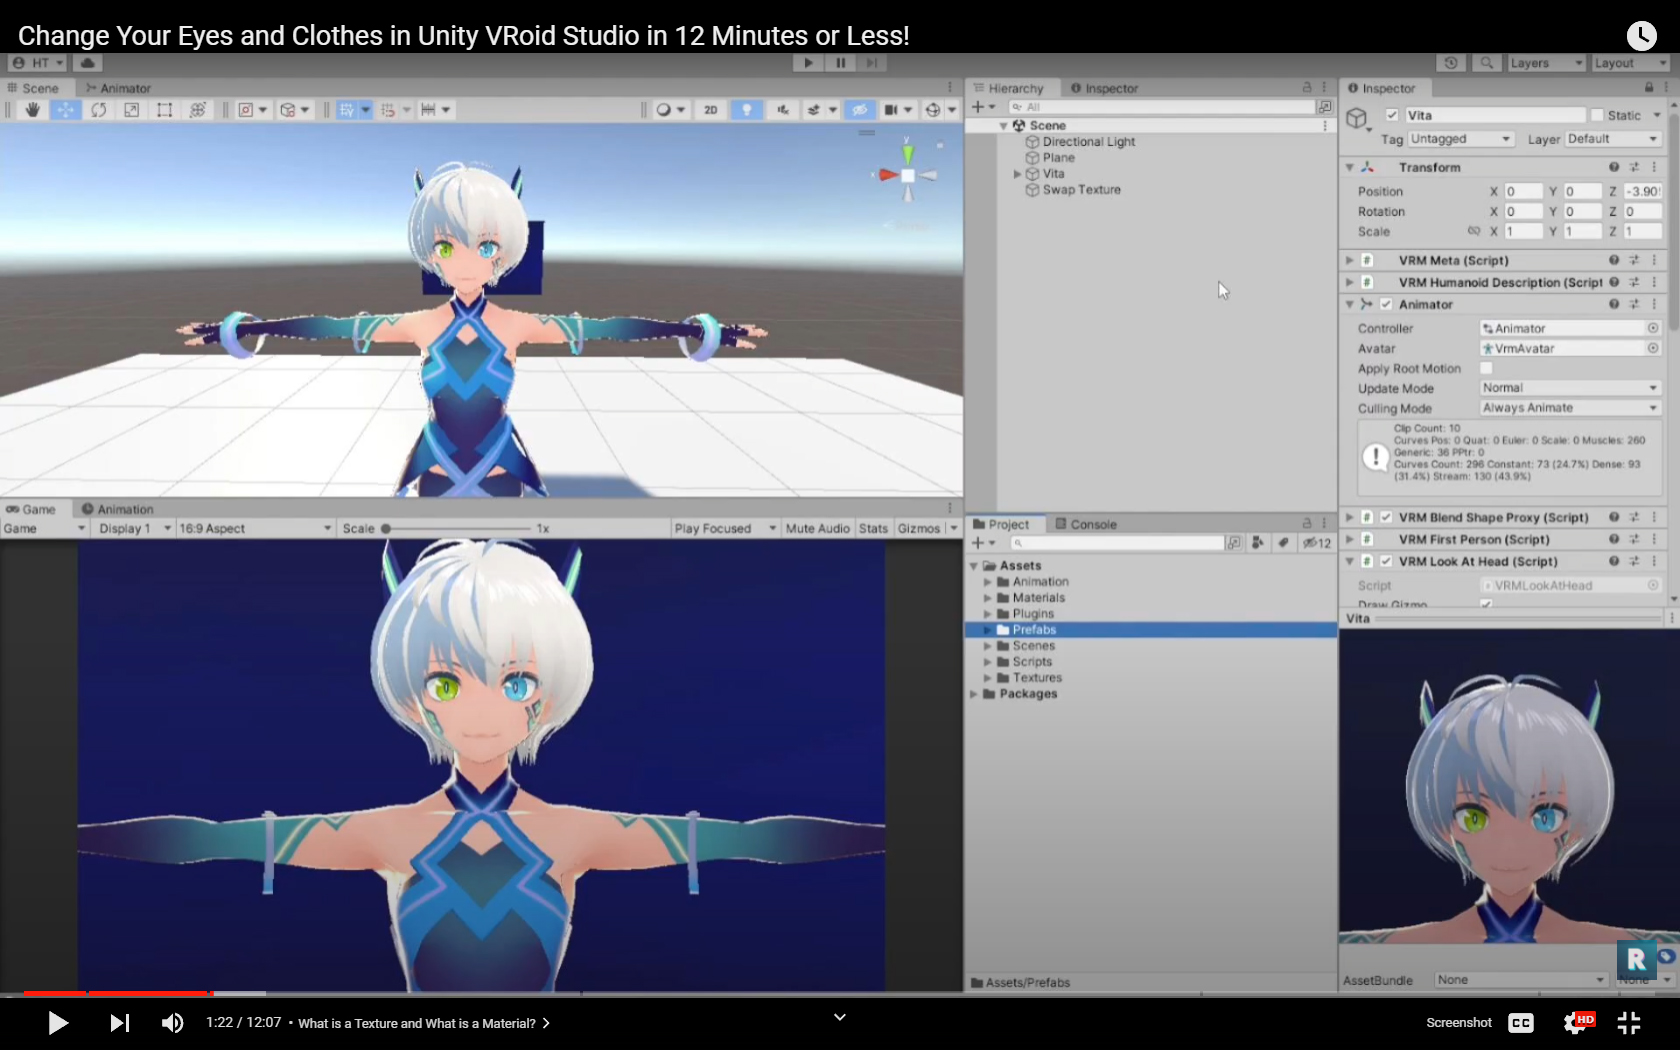 Change Your Eyes and Clothes in Unity VRoid Studio in 12 Minutes or Less!
HT
Layers
Layout
Scene
Animator
2D
Hierarchy
Inspector
All
Scene
Directional Light
Plane
Vita
Swap Texture
Inspector
Vita
Static
Tag Untagged Layer Default
Transform
Position X 0 Y 0 Z -3.90
Rotation X 0 Y 0 Z 0
Scale X 1 Y 1 Z 1
VRM Meta (Script)
VRM Humanoid Description (Script
Animator
Controller Animator
Avatar VrmAvatar
Apply Root Motion
Update Mode Normal
Culling Mode Always Animate
Clip Count: 10
Curves Pos: 0 Quat: 0 Euler: 0 Scale: 0 Muscles: 260
Generic: 36 PPtr: 0
Curves Count: 296 Constant: 73 (24.7%) Dense: 93
(31.4%) Stream: 130 (43.9%)
VRM Blend Shape Proxy (Script)
VRM First Person (Script)
VRM Look At Head (Script)
Script VRMLookAtHead
Draw Gizmo
Vita
AssetBundle None None
R
Game
Animation
Game Display 1 16:9 Aspect Scale 1x Play Focused Mute Audio Stats Gizmos
Project
Console
12
Assets
Animation
Materials
Plugins
Prefabs
Scenes
Scripts
Textures
Packages
Assets/Prefabs
1:22 / 12:07 • What is a Texture and What is a Material?
Screenshot
CC
HD